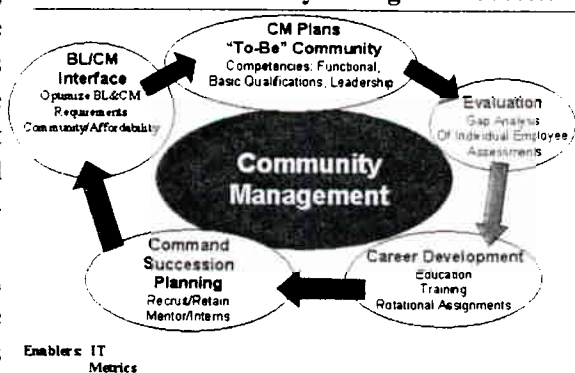 CM Plans
"To-Be" Community
Competencies: Functional,
Basic Qualifications, Leadership
BL/CM
Interface
Optimize BL&CM
Requirements
Community/Affordability
Evaluation
Gap Analysis
Of Individual Employee
Assessments
Community
Management
Career Development
Education
Training
Rotational Assignments
Command
Succession
Planning
Recruit/Retain
Mentor/Interns
Enablers: IT
Metrics